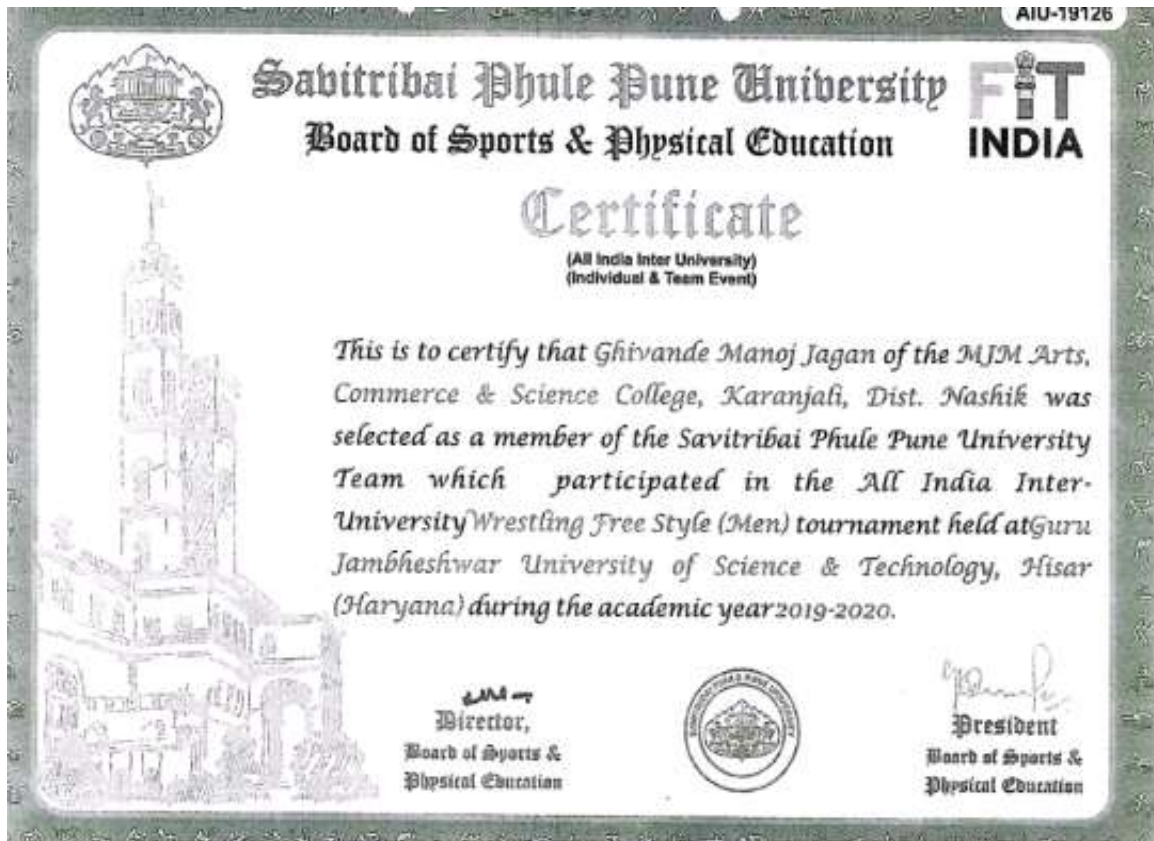 AIU-19126
Savitribai Phule Pune University
Board of Sports & Physical Education
FIT
INDIA
Certificate
(All India Inter University)
(Individual & Team Event)
This is to certify that Ghivande Manoj Jagan of the MJM Arts,
Commerce & Science College, Karanjali, Dist. Nashik was
selected as a member of the Savitribai Phule Pune University
Team which participated in the All India Inter-
University Wrestling Free Style (Men) tournament held at Guru
Jambheshwar University of Science & Technology, Hisar
(Haryana) during the academic year 2019-2020.
Director,
Board of Sports &
Physical Education
SAVITRIBAI PHULE PUNE UNIVERSITY
President
Board of Sports &
Physical Education